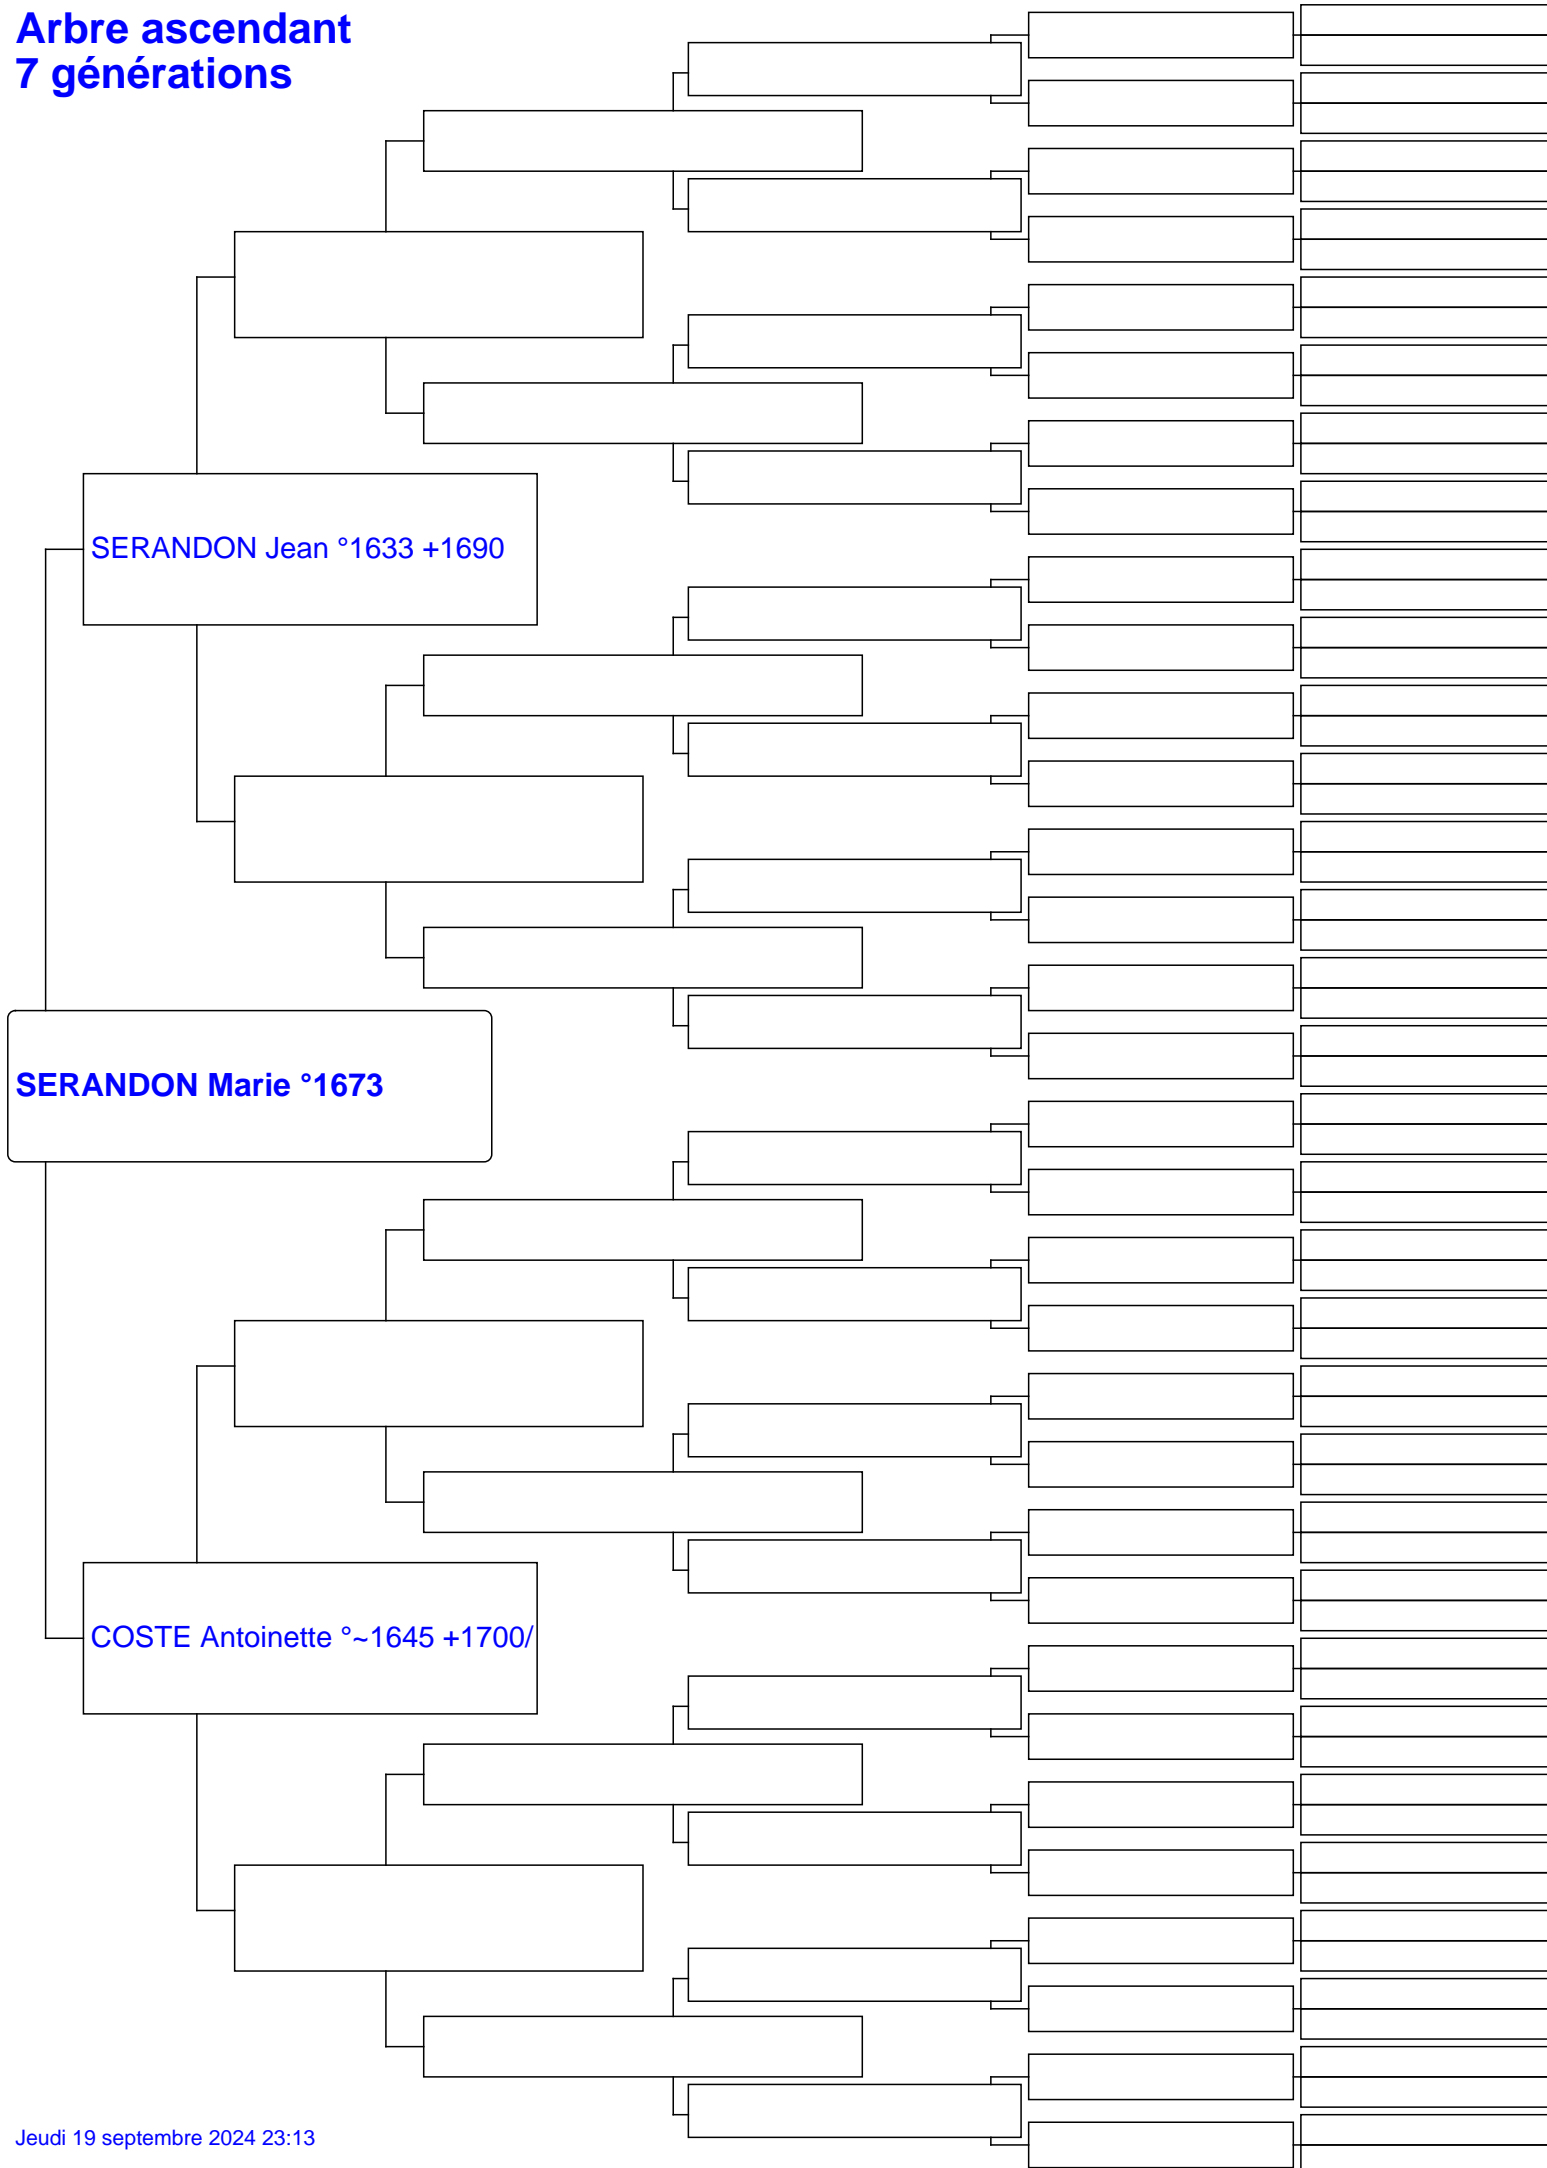 Arbre ascendant
7 générations
SERANDON Jean °1633 +1690
SERANDON Marie °1673
COSTE Antoinette °~1645 +1700/
Jeudi 19 septembre 2024 23:13